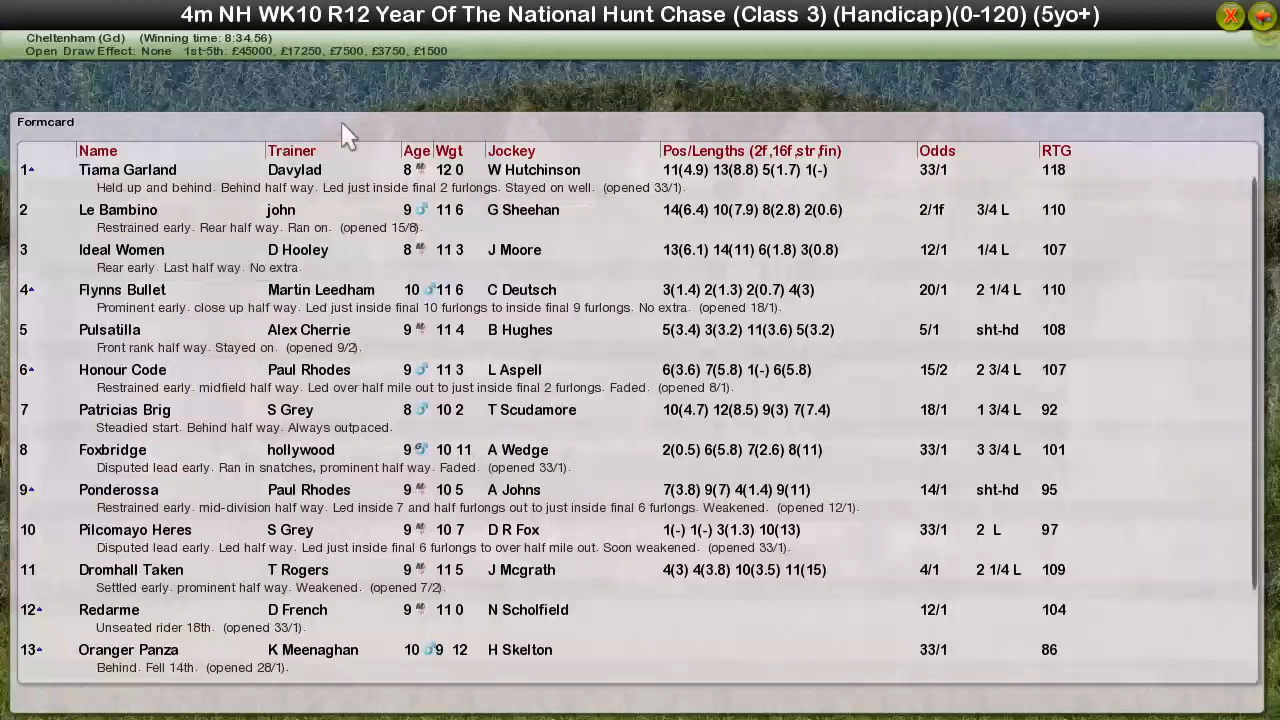 4m NH WK10 R12 Year Of The National Hunt Chase (Class 3) (Handicap)(0-120) (5yo+)
Cheltenham (Gd) (Winning time: 8:34.56)
Open Draw Effect: None 1st-5th: £45000, £17250, £7500, £3750, £1500
Formcard
Name Trainer Age Wgt Jockey Pos/Lengths (2f,16f,str,fin) Odds RTG
1 Tiama Garland Davylad 8 12 0 W Hutchinson 11(4.9) 13(8.8) 5(1.7) 1(-) 33/1 118
Held up and behind. Behind half way. Led just inside final 2 furlongs. Stayed on well. (opened 33/1).
2 Le Bambino john 9 11 6 G Sheehan 14(6.4) 10(7.9) 8(2.8) 2(0.6) 2/1f 3/4 L 110
Restrained early. Rear half way. Ran on. (opened 15/8).
3 Ideal Women D Hooley 8 11 3 J Moore 13(6.1) 14(11) 6(1.8) 3(0.8) 12/1 1/4 L 107
Rear early. Last half way. No extra.
4 Flynns Bullet Martin Leedham 10 11 6 C Deutsch 3(1.4) 2(1.3) 2(0.7) 4(3) 20/1 2 1/4 L 110
Prominent early. close up half way. Led just inside final 10 furlongs to inside final 9 furlongs. No extra. (opened 18/1).
5 Pulsatilla Alex Cherrie 9 11 4 B Hughes 5(3.4) 3(3.2) 11(3.6) 5(3.2) 5/1 sht-hd 108
Front rank half way. Stayed on. (opened 9/2).
6 Honour Code Paul Rhodes 9 11 3 L Aspell 6(3.6) 7(5.8) 1(-) 6(5.8) 15/2 2 3/4 L 107
Restrained early. midfield half way. Led over half mile out to just inside final 2 furlongs. Faded. (opened 8/1).
7 Patricias Brig S Grey 8 10 2 T Scudamore 10(4.7) 12(8.5) 9(3) 7(7.4) 18/1 1 3/4 L 92
Steadied start. Behind half way. Always outpaced.
8 Foxbridge hollywood 9 10 11 A Wedge 2(0.5) 6(5.8) 7(2.6) 8(11) 33/1 3 3/4 L 101
Disputed lead early. Ran in snatches, prominent half way. Faded. (opened 33/1).
9 Ponderossa Paul Rhodes 9 10 5 A Johns 7(3.8) 9(7) 4(1.4) 9(11) 14/1 sht-hd 95
Restrained early. mid-division half way. Led inside 7 and half furlongs out to just inside final 6 furlongs. Weakened. (opened 12/1).
10 Pilcomayo Heres S Grey 9 10 7 D R Fox 1(-) 1(-) 3(1.3) 10(13) 33/1 2 L 97
Disputed lead early. Led half way. Led just inside final 6 furlongs to over half mile out. Soon weakened. (opened 33/1).
11 Dromhall Taken T Rogers 9 11 5 J Mcgrath 4(3) 4(3.8) 10(3.5) 11(15) 4/1 2 1/4 L 109
Settled early. prominent half way. Weakened. (opened 7/2).
12 Redarme D French 9 11 0 N Scholfield 12/1 104
Unseated rider 18th. (opened 33/1).
13 Oranger Panza K Meenaghan 10 9 12 H Skelton 33/1 86
Behind. Fell 14th. (opened 28/1).